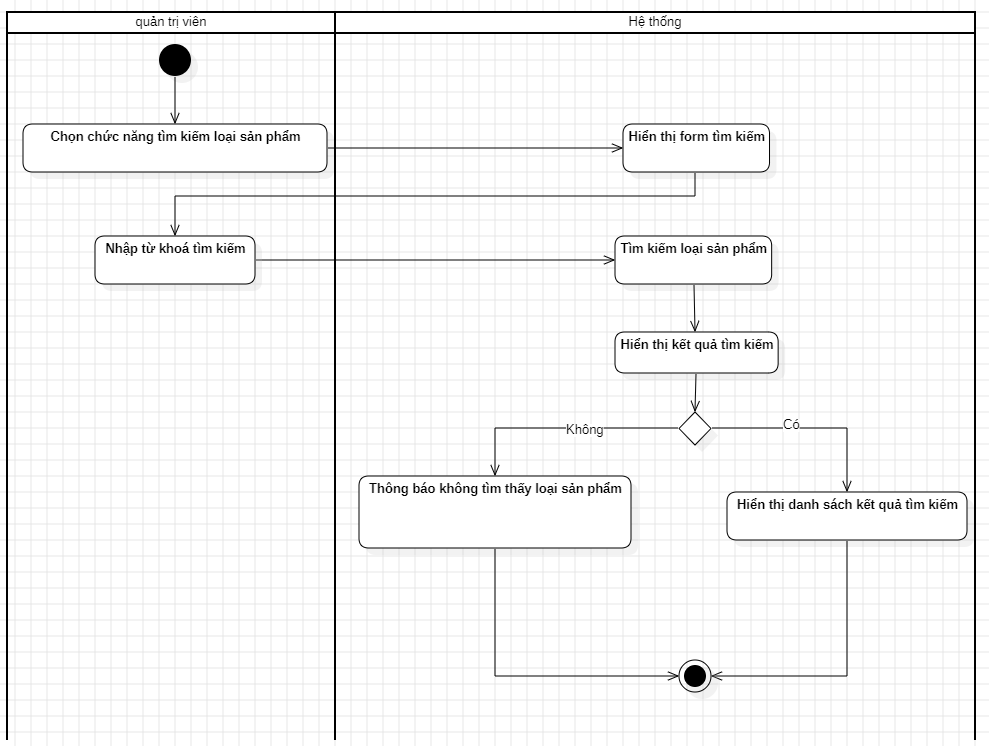 quản trị viên
Hệ thống
Chọn chức năng tìm kiếm loại sản phẩm
Hiển thị form tìm kiếm
Nhập từ khoá tìm kiếm
Tìm kiếm loại sản phẩm
Hiển thị kết quả tìm kiếm
Không
Có
Thông báo không tìm thấy loại sản phẩm
Hiển thị danh sách kết quả tìm kiếm